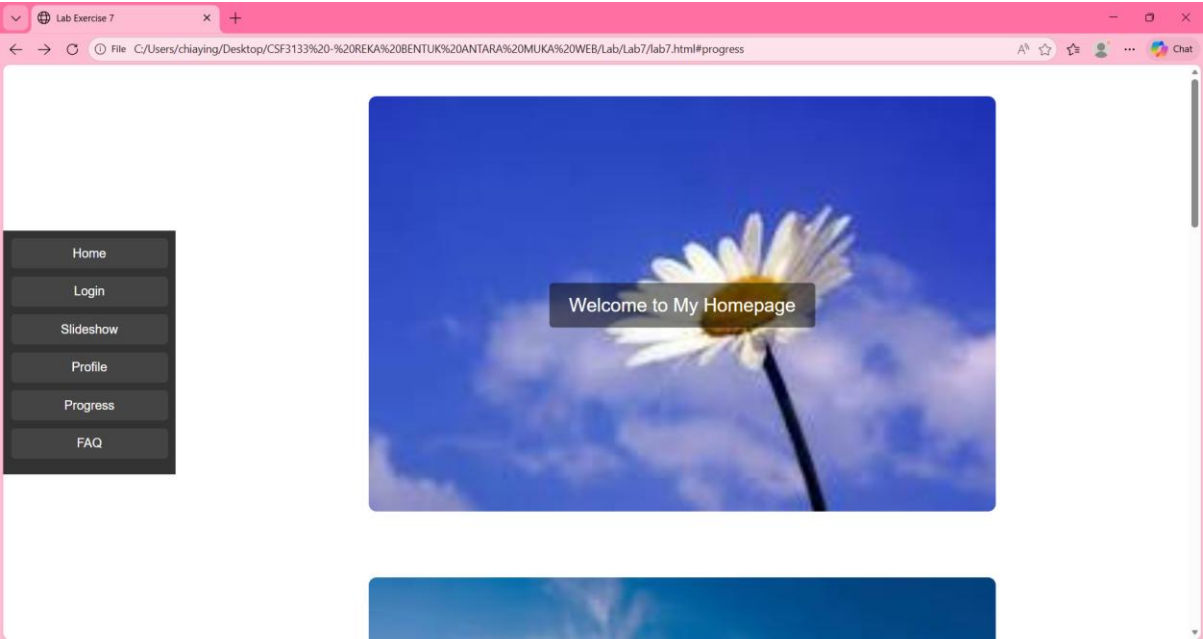 Lab Exercise 7
File C:/Users/chiaying/Desktop/CSF3133%20-%20REKA%20BENTUK%20ANTARA%20MUKA%20WEB/Lab/Lab7/lab7.html#progress
Chat
Home
Login
Slideshow
Profile
Progress
FAQ
Welcome to My Homepage